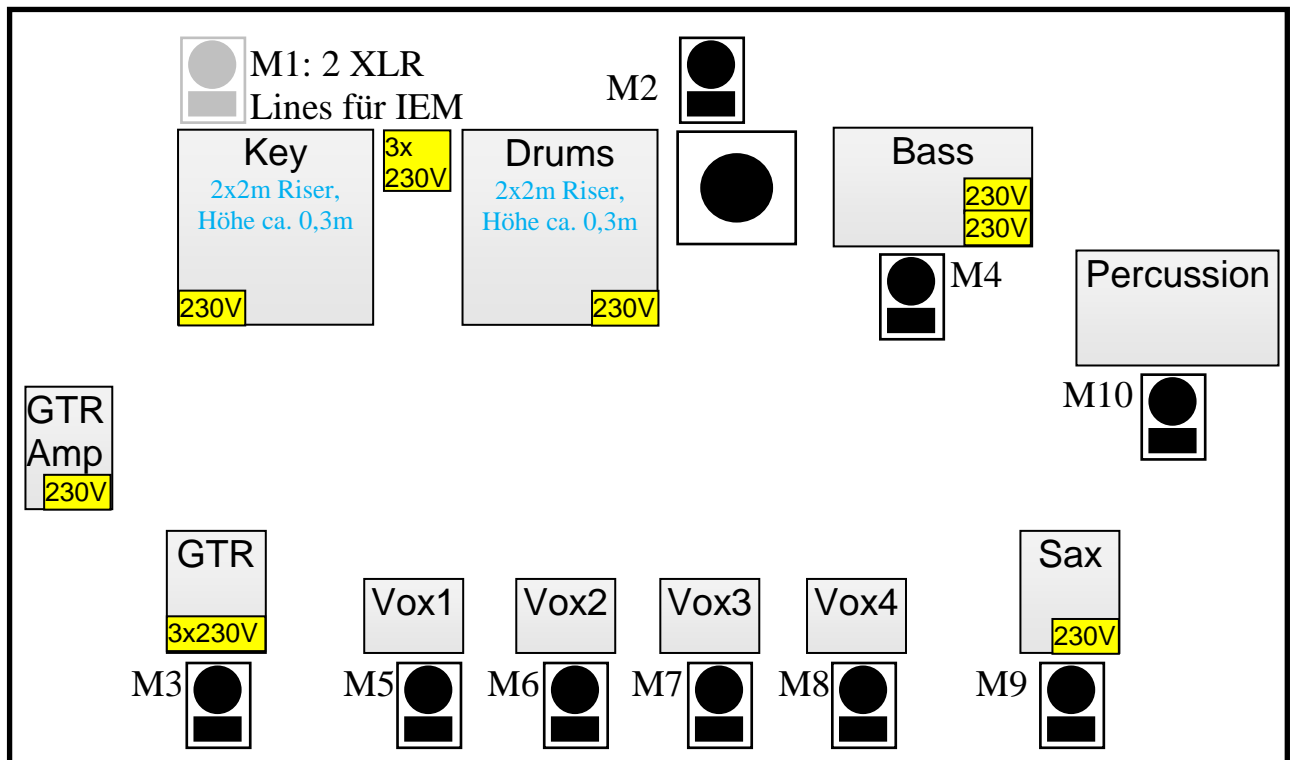 M1: 2 XLR
Lines für IEM
M2
Key
2x2m Riser,
Höhe ca. 0,3m
230V
3x
230V
Drums
2x2m Riser,
Höhe ca. 0,3m
230V
Bass
230V
230V
M4
Percussion
M10
GTR
Amp
230V
GTR
3x230V
M3
Vox1
M5
Vox2
M6
Vox3
M7
Vox4
M8
Sax
230V
M9